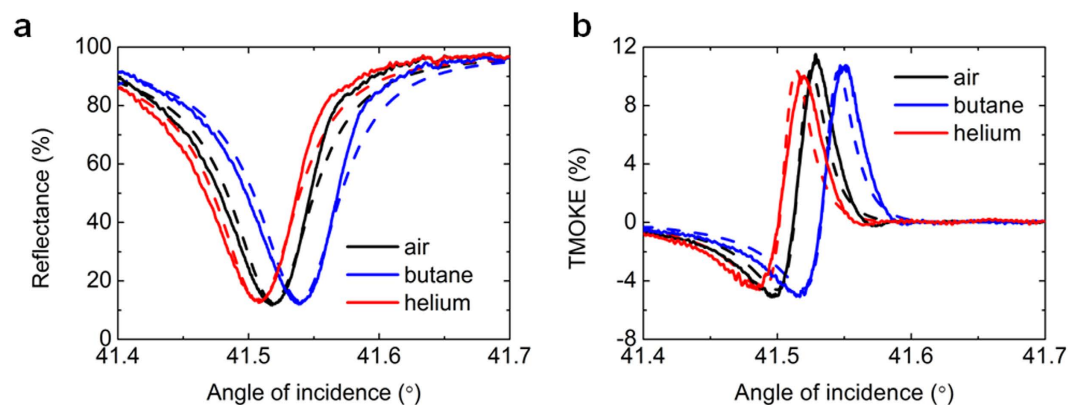 a
100
80
60
40
20
0
41.4
41.5
41.6
41.7
Reflectance (%)
Angle of incidence (°)
air
butane
helium
b
12
8
4
0
-4
-8
41.4
41.5
41.6
41.7
TMOKE (%)
Angle of incidence (°)
air
butane
helium